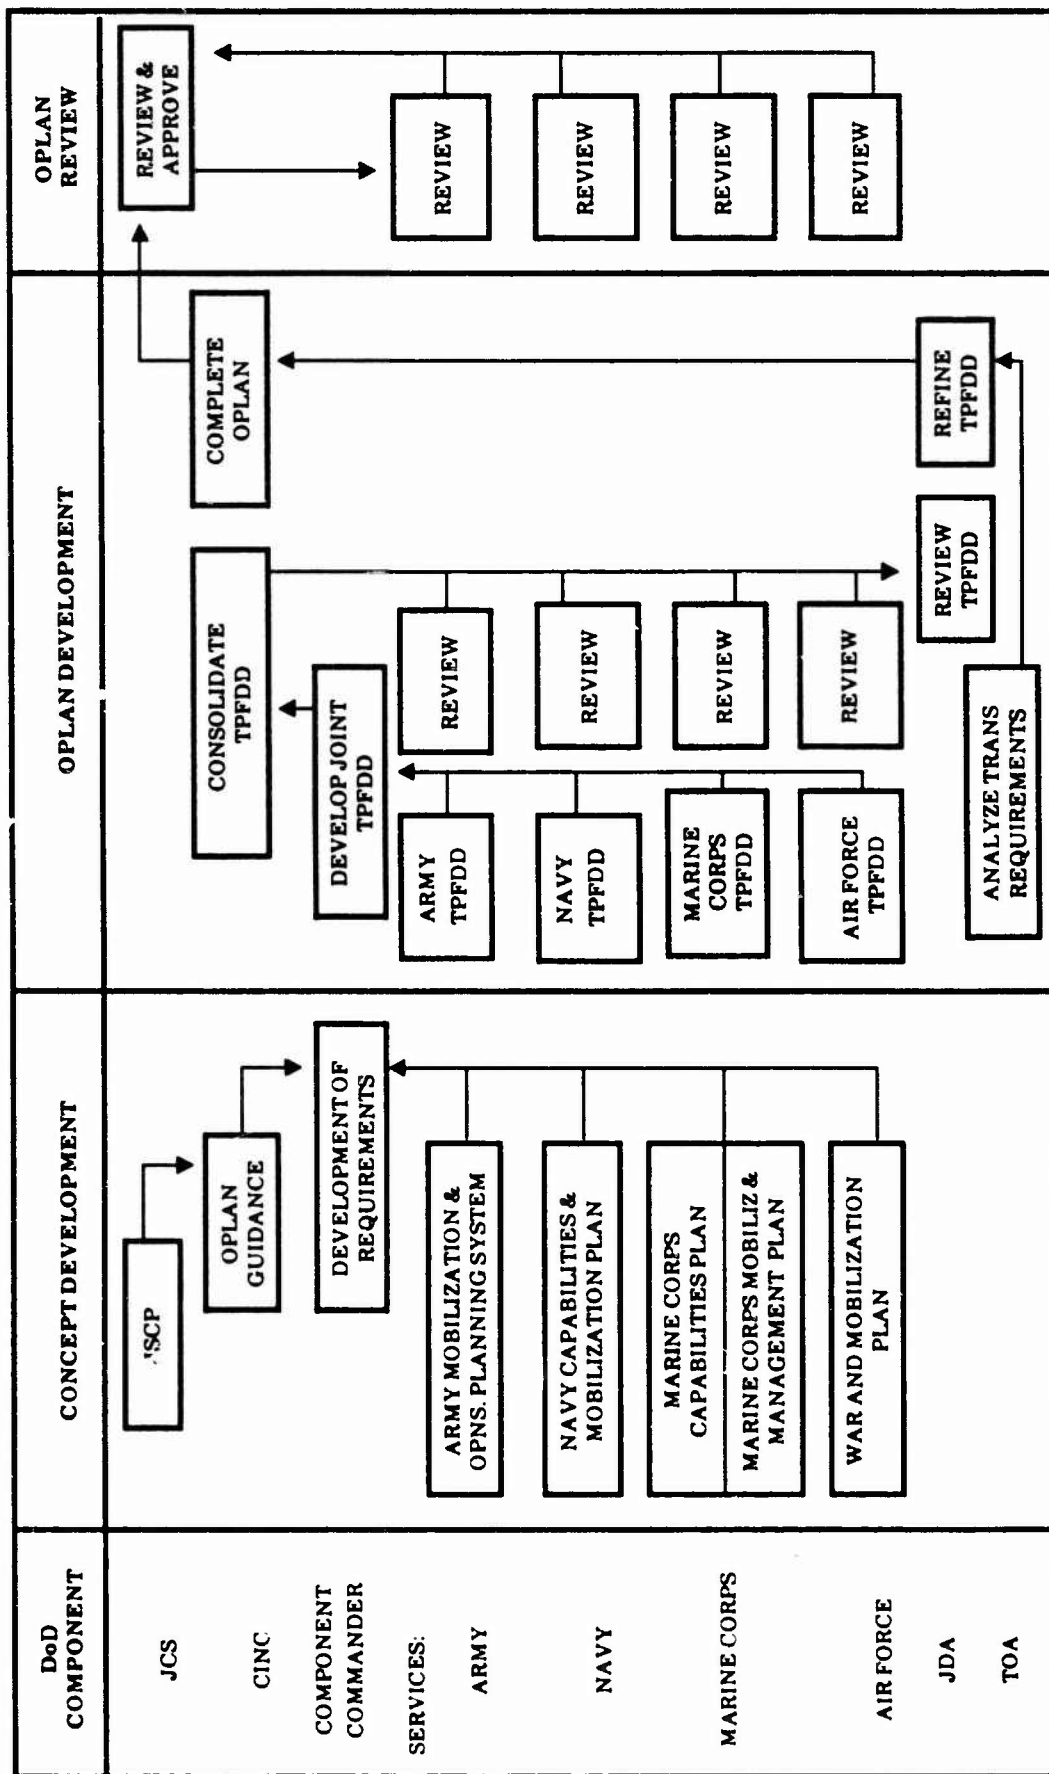 DoD
COMPONENT
CONCEPT DEVELOPMENT
OPLAN DEVELOPMENT
OPLAN
REVIEW
JCS
JSCP
REVIEW &
APPROVE
CINC
OPLAN
GUIDANCE
CONSOLIDATE
TPFDD
COMPLETE
OPLAN
COMPONENT
COMMANDER
DEVELOPMENT OF
REQUIREMENTS
DEVELOP JOINT
TPFDD
SERVICES:
ARMY
ARMY MOBILIZATION &
OPNS. PLANNING SYSTEM
ARMY
TPFDD
REVIEW
REVIEW
NAVY
NAVY CAPABILITIES &
MOBILIZATION PLAN
NAVY
TPFDD
REVIEW
REVIEW
MARINE CORPS
MARINE CORPS
CAPABILITIES PLAN
MARINE CORPS MOBILIZ &
MANAGEMENT PLAN
MARINE
CORPS
TPFDD
REVIEW
REVIEW
AIR FORCE
WAR AND MOBILIZATION
PLAN
AIR FORCE
TPFDD
REVIEW
REVIEW
JDA
REVIEW
TPFDD
REFINE
TPFDD
TOA
ANALYZE TRANS
REQUIREMENTS